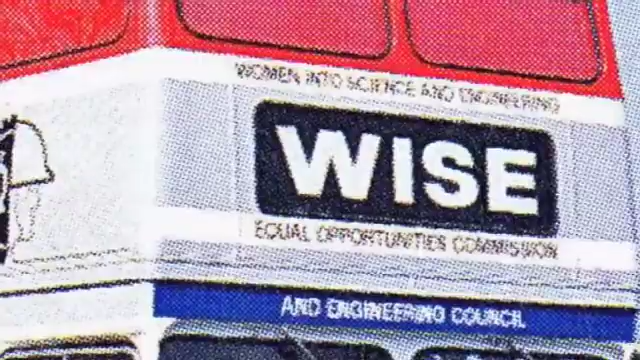 WOMEN INTO SCIENCE AND ENGINEERING
WISE
EQUAL OPPORTUNITIES COMMISSION
AND ENGINEERING COUNCIL